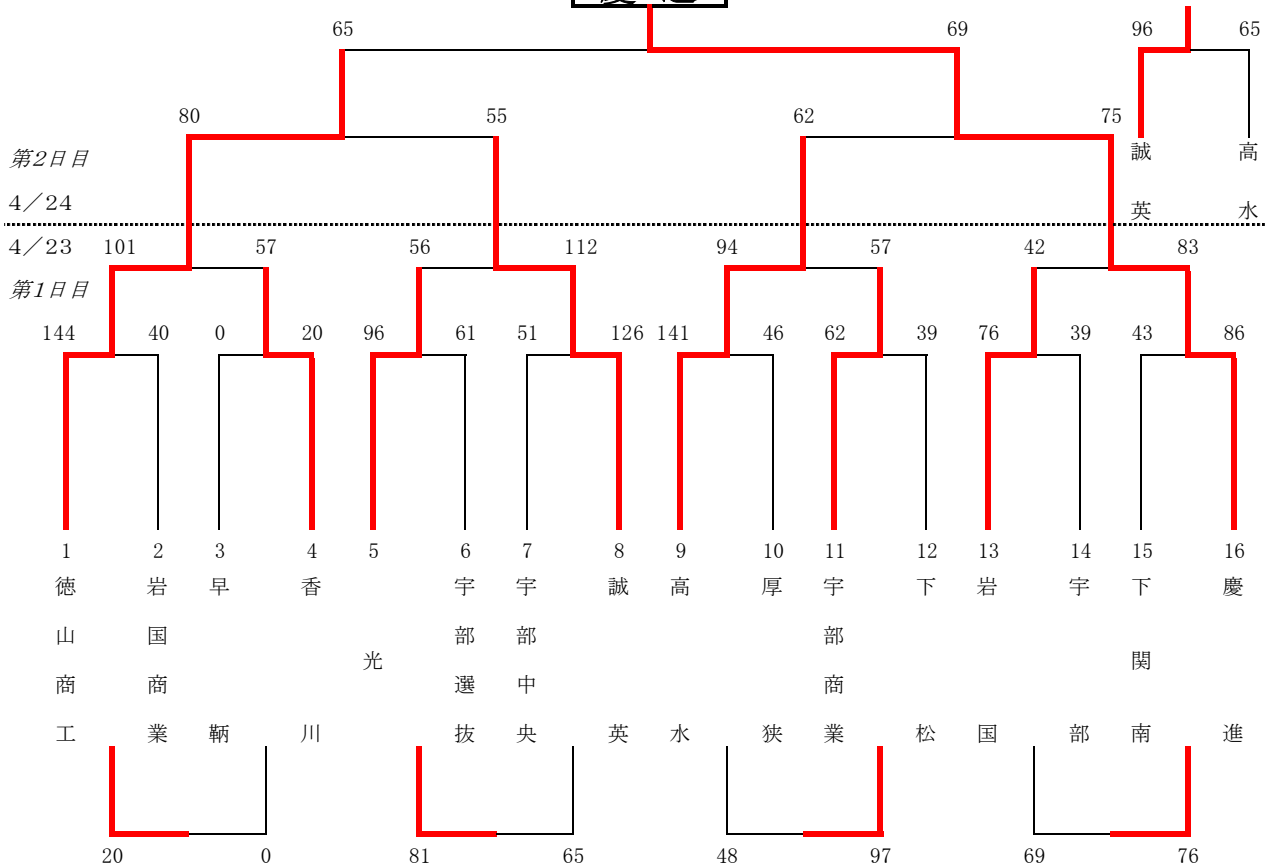 慶 進
65 69 96 65
80 55 62 75
第2日目
誠英 高水
4／24
4／23 101 57 56 112 94 57 42 83
第1日目
144 40 0 20 96 61 51 126 141 46 62 39 76 39 43 86
1 2 3 4 5 6 7 8 9 10 11 12 13 14 15 16
徳山商工
岩国商業
早鞆
香川
光
宇部選抜
宇部中央
誠英
高水
厚狭
宇部商業
下松
岩国
宇部
下関南
慶進
20 0 81 65 48 97 69 76